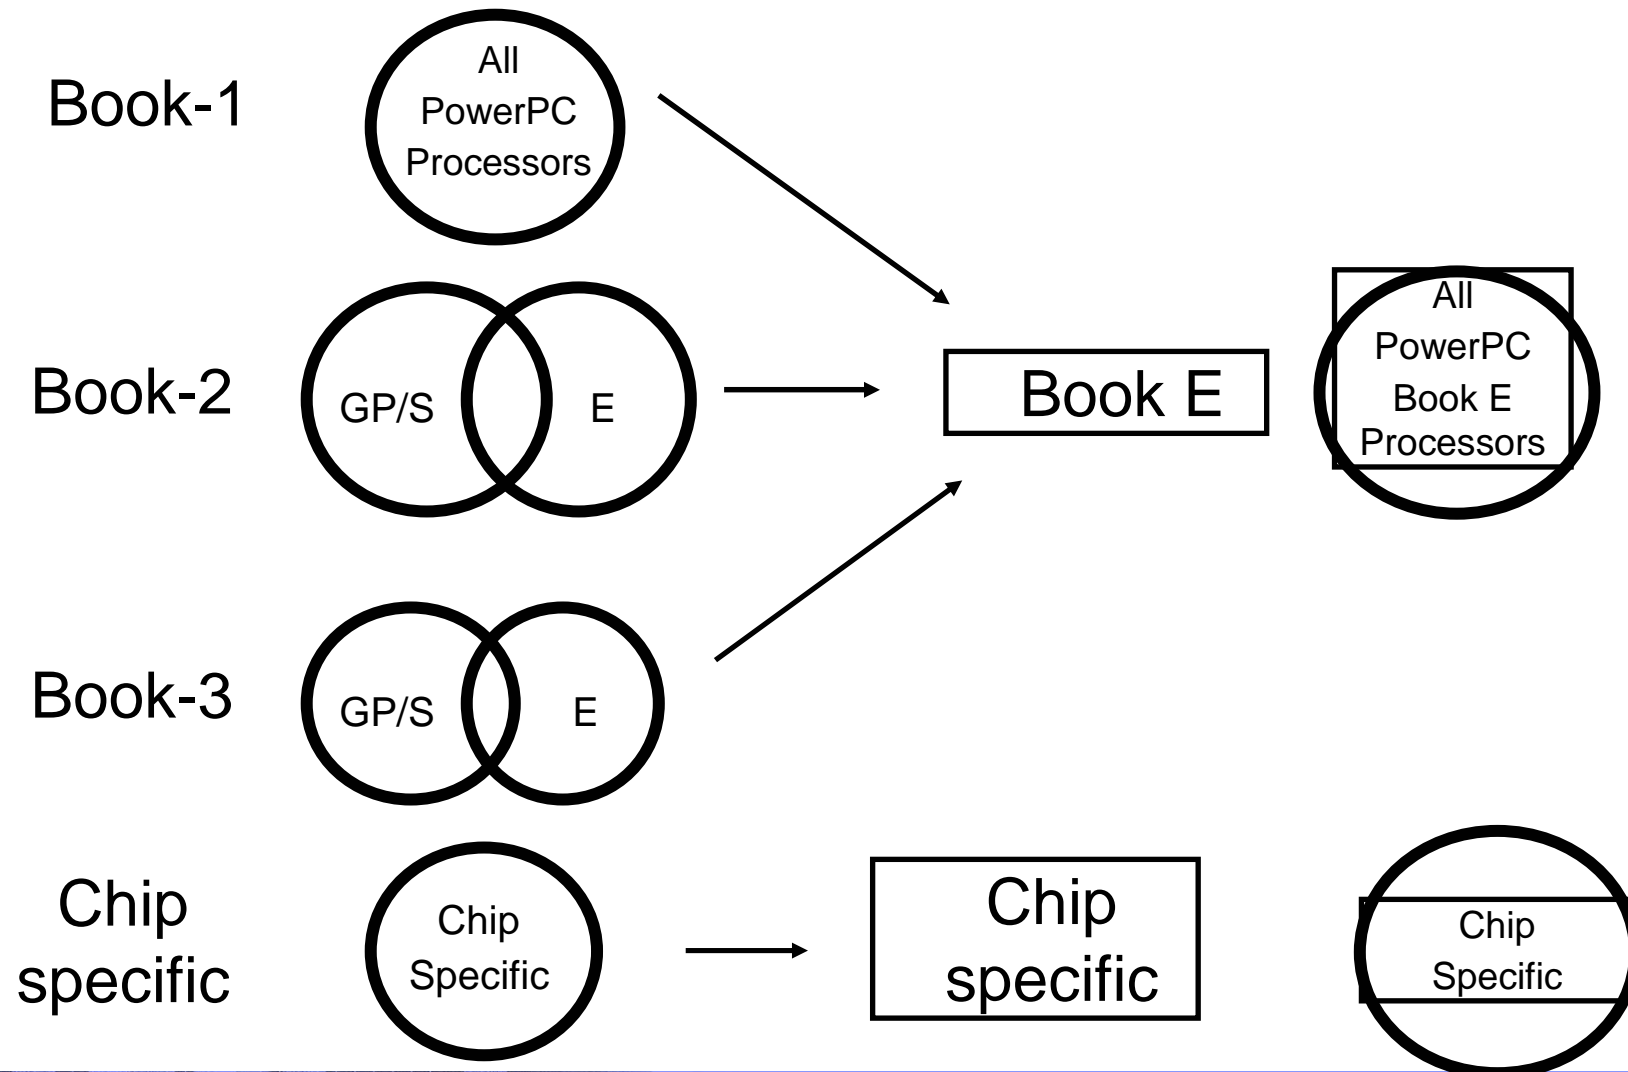 Book-1
All
PowerPC
Processors
Book-2
GP/S
E
Book E
All
PowerPC
Book E
Processors
Book-3
GP/S
E
Chip
specific
Chip
Specific
Chip
specific
Chip
Specific